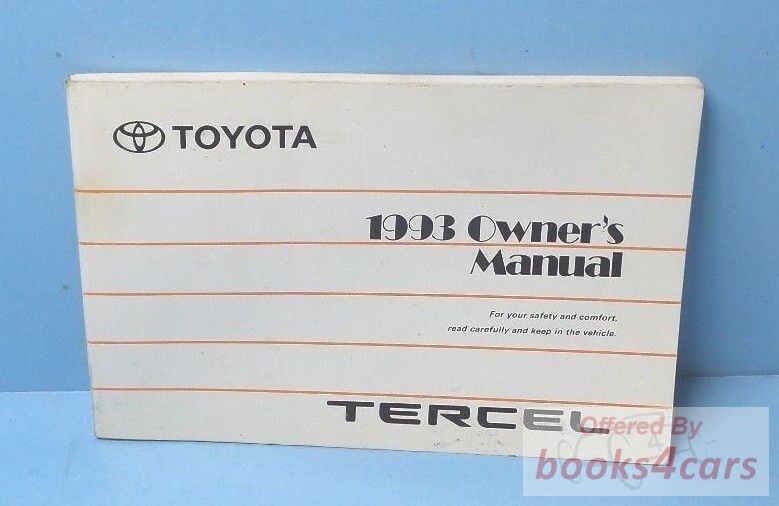 TOYOTA
1993 Owner's
Manual
For your safety and comfort,
read carefully and keep in the vehicle.
TERCEL
Offered By
books4cars